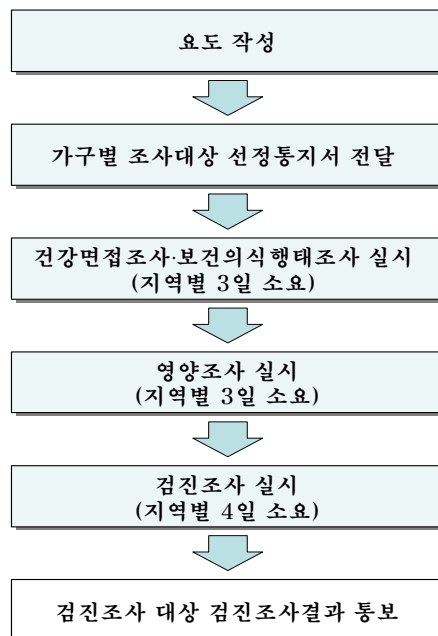 요도 작성
가구별 조사대상 선정통지서 전달
건강면접조사·보건의식행태조사 실시
(지역별 3일 소요)
영양조사 실시
(지역별 3일 소요)
검진조사 실시
(지역별 4일 소요)
검진조사 대상 검진조사결과 통보